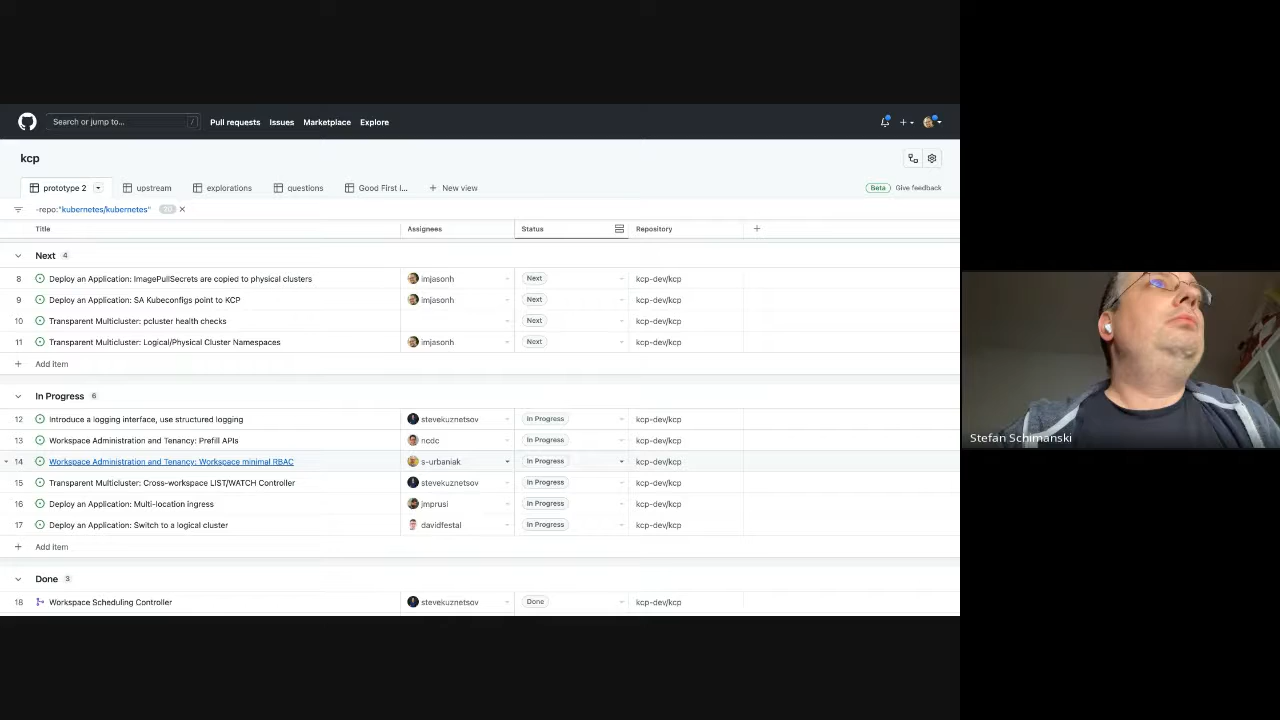 Search or jump to... / Pull requests Issues Marketplace Explore
kcp
prototype 2 upstream explorations questions Good First I... + New view Beta Give feedback
-repo:"kubernetes/kubernetes" 20
Title Assignees Status Repository +
Next 4
8 Deploy an Application: ImagePullSecrets are copied to physical clusters imjasonh Next kcp-dev/kcp
9 Deploy an Application: SA Kubeconfigs point to KCP imjasonh Next kcp-dev/kcp
10 Transparent Multicluster: pcluster health checks Next kcp-dev/kcp
11 Transparent Multicluster: Logical/Physical Cluster Namespaces imjasonh Next kcp-dev/kcp
+ Add item
In Progress 6
12 Introduce a logging interface, use structured logging stevekuznetsov In Progress kcp-dev/kcp
13 Workspace Administration and Tenancy: Prefill APIs ncdc In Progress kcp-dev/kcp
14 Workspace Administration and Tenancy: Workspace minimal RBAC s-urbaniak In Progress kcp-dev/kcp
15 Transparent Multicluster: Cross-workspace LIST/WATCH Controller stevekuznetsov In Progress kcp-dev/kcp
16 Deploy an Application: Multi-location ingress jmprusi In Progress kcp-dev/kcp
17 Deploy an Application: Switch to a logical cluster davidfestal In Progress kcp-dev/kcp
+ Add item
Done 3
18 Workspace Scheduling Controller stevekuznetsov Done kcp-dev/kcp
Stefan Schimanski